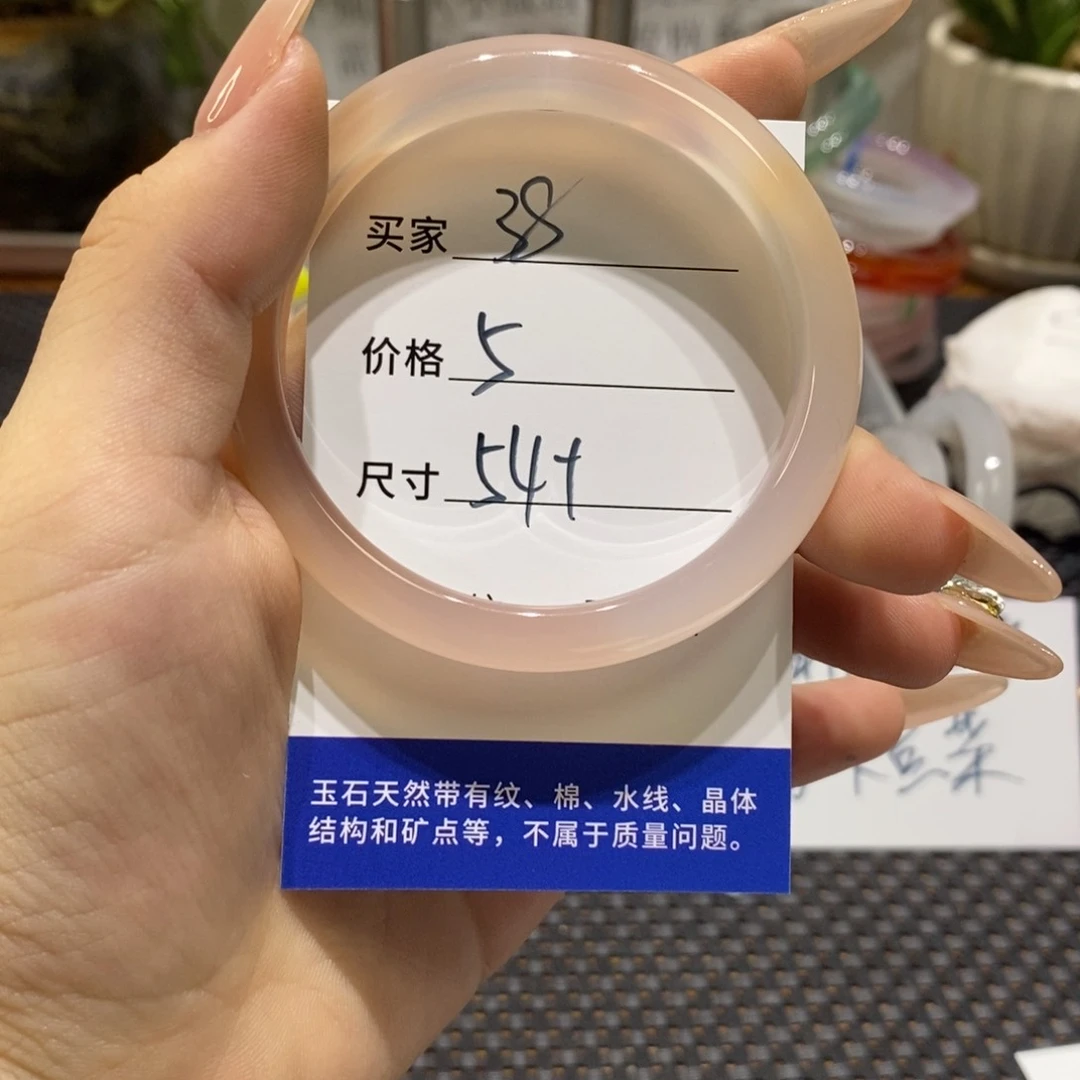 买家 38
价格 5
尺寸 54+
玉石天然带有纹、棉、水线、晶体
结构和矿点等，不属于质量问题。